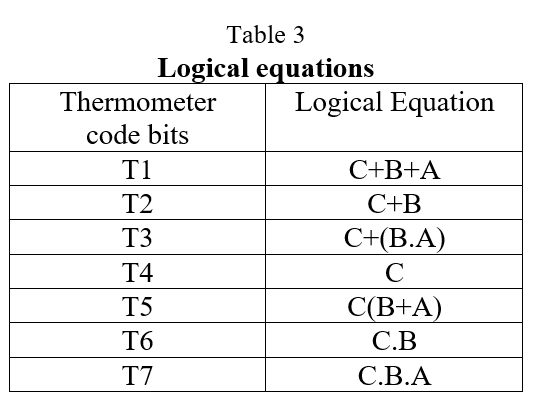 Table 3
Logical equations
Thermometer code bits Logical Equation
T1 C+B+A
T2 C+B
T3 C+(B.A)
T4 C
T5 C(B+A)
T6 C.B
T7 C.B.A